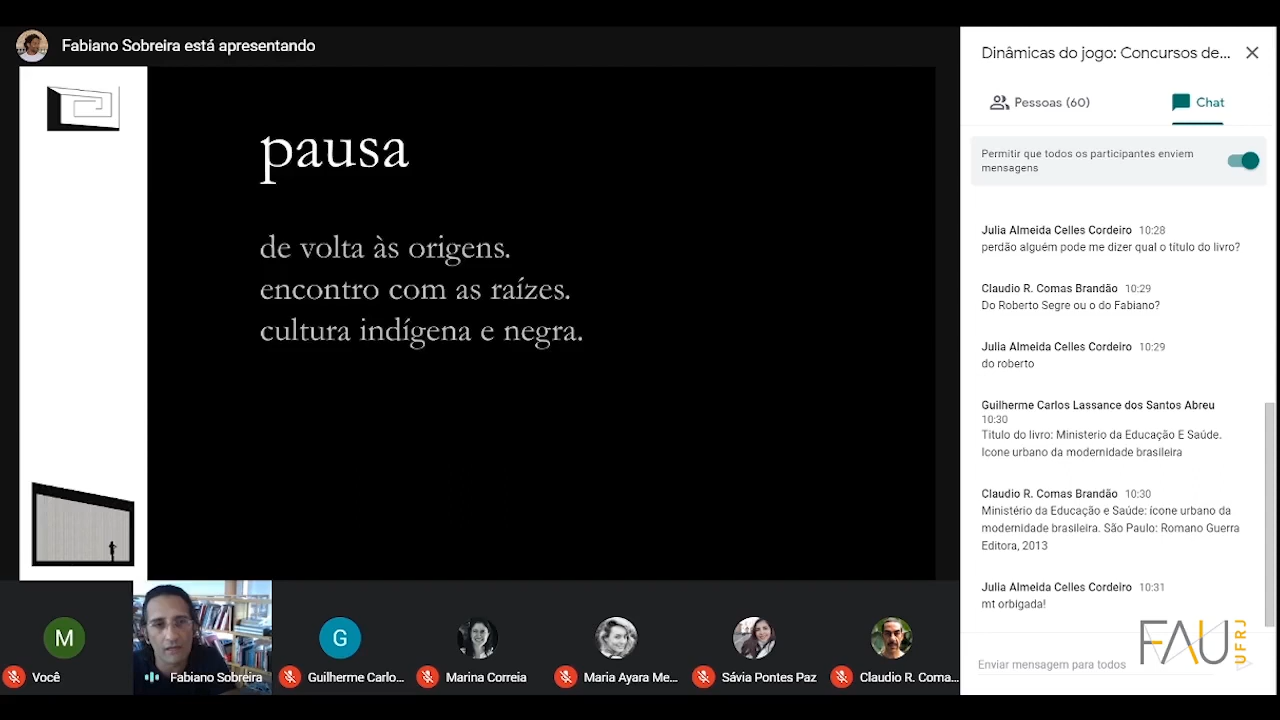 Fabiano Sobreira está apresentando
pausa
de volta às origens.
encontro com as raízes.
cultura indígena e negra.
M
Você
Fabiano Sobreira
G
Guilherme Carlo...
Marina Correia
Maria Ayara Me...
Sávia Pontes Paz
Claudio R. Coma...
Dinâmicas do jogo: Concursos de...
Pessoas (60)
Chat
Permitir que todos os participantes enviem
mensagens
Julia Almeida Celles Cordeiro 10:28
perdão alguém pode me dizer qual o título do livro?
Claudio R. Comas Brandão 10:29
Do Roberto Segre ou o do Fabiano?
Julia Almeida Celles Cordeiro 10:29
do roberto
Guilherme Carlos Lassance dos Santos Abreu
10:30
Titulo do livro: Ministerio da Educação E Saúde.
Icone urbano da modernidade brasileira
Claudio R. Comas Brandão 10:30
Ministério da Educação e Saúde: ícone urbano da
modernidade brasileira. São Paulo: Romano Guerra
Editora, 2013
Julia Almeida Celles Cordeiro 10:31
mt orbigada!
Enviar mensagem para todos
FAU
UFRJ